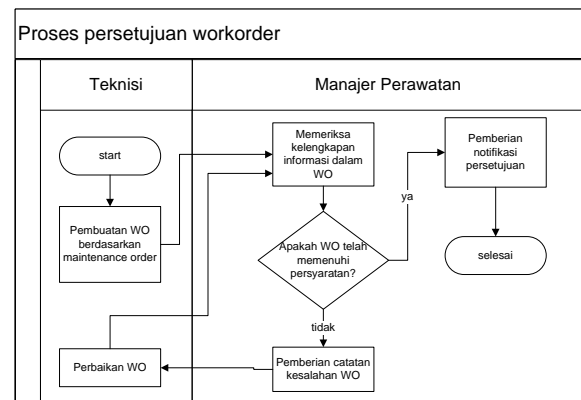 Proses persetujuan workorder
Teknisi
Manajer Perawatan
start
Pembuatan WO
berdasarkan
maintenance order
Memeriksa
kelengkapan
informasi dalam
WO
Apakah WO telah
memenuhi
persyaratan?
ya
Pemberian
notifikasi
persetujuan
selesai
tidak
Pemberian catatan
kesalahan WO
Perbaikan WO